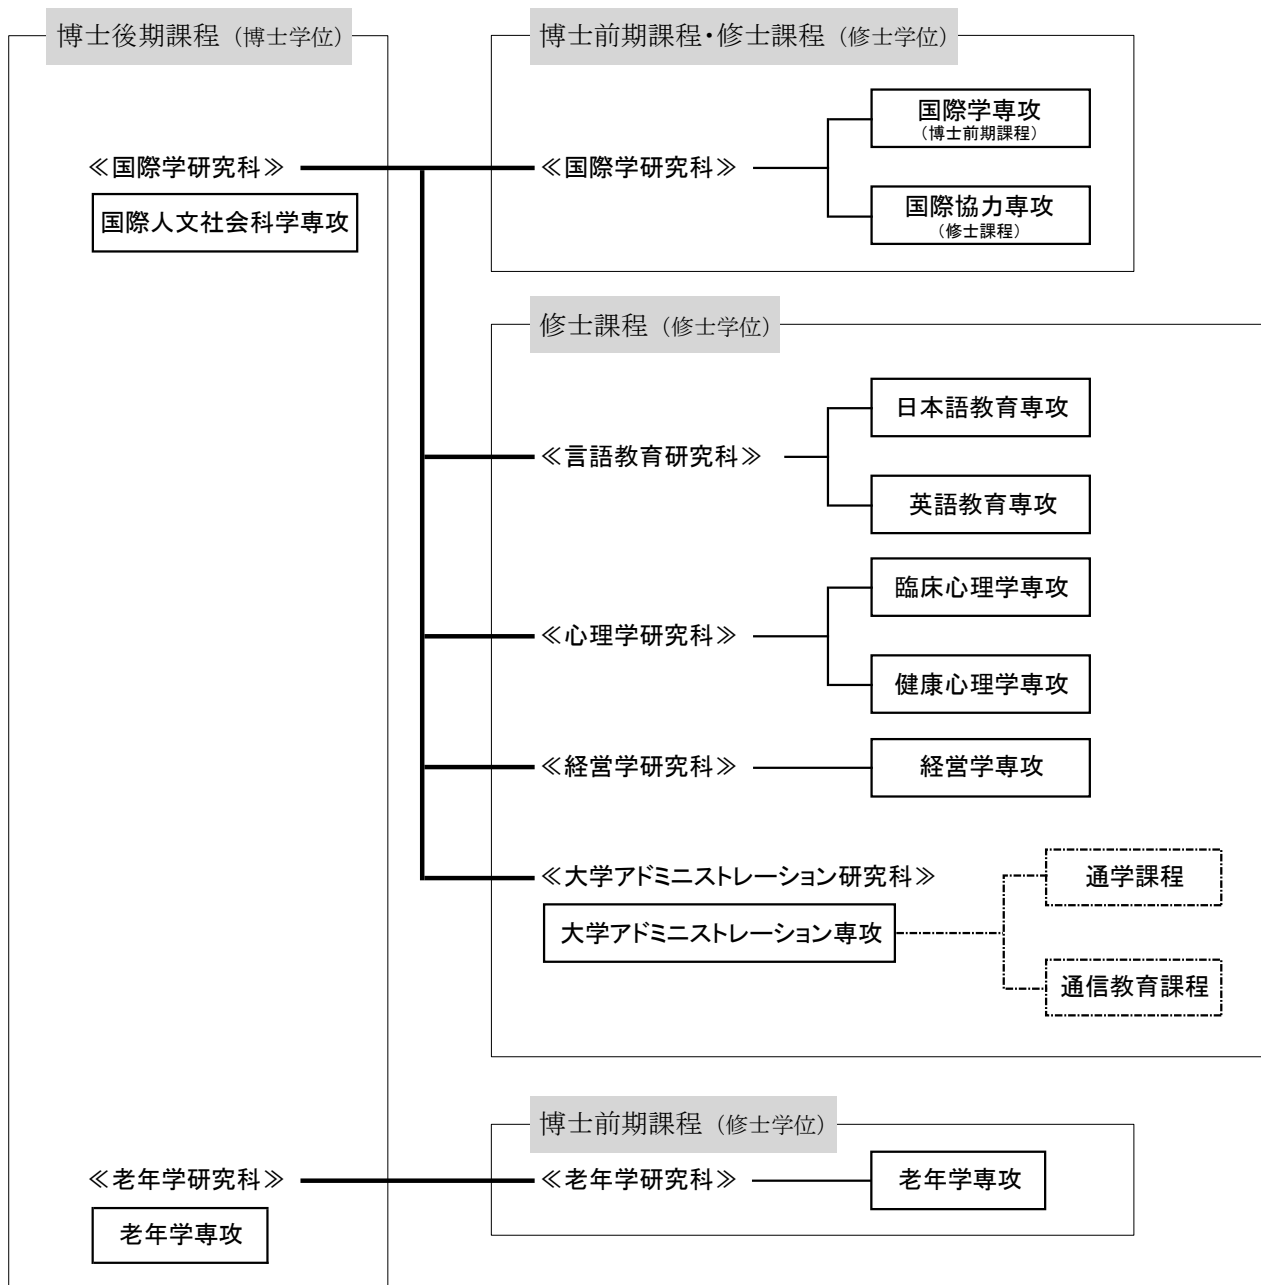 博士後期課程（博士学位）
≪国際学研究科≫
国際人文社会科学専攻
博士前期課程・修士課程（修士学位）
≪国際学研究科≫
国際学専攻
（博士前期課程）
国際協力専攻
（修士課程）
修士課程（修士学位）
≪言語教育研究科≫
日本語教育専攻
英語教育専攻
≪心理学研究科≫
臨床心理学専攻
健康心理学専攻
≪経営学研究科≫
経営学専攻
≪大学アドミニストレーション研究科≫
大学アドミニストレーション専攻
通学課程
通信教育課程
≪老年学研究科≫
老年学専攻
博士前期課程（修士学位）
≪老年学研究科≫
老年学専攻